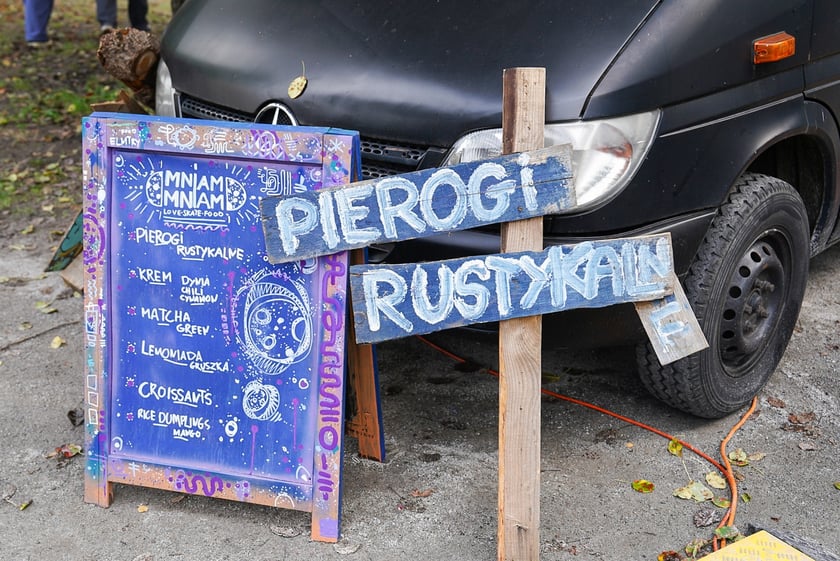 MNIAM
MNIAM
LOVE·SKATE·FOOD
PIEROGI
RUSTYKALNE
KREM DYNIA
CHILI
CYNAMON
MATCHA
GREEN
LEMONIADA
GRUSZKA
CROISSANTS
RICE DUMPLINGS
MANGO
PIEROGi
RUSTYKALN
E